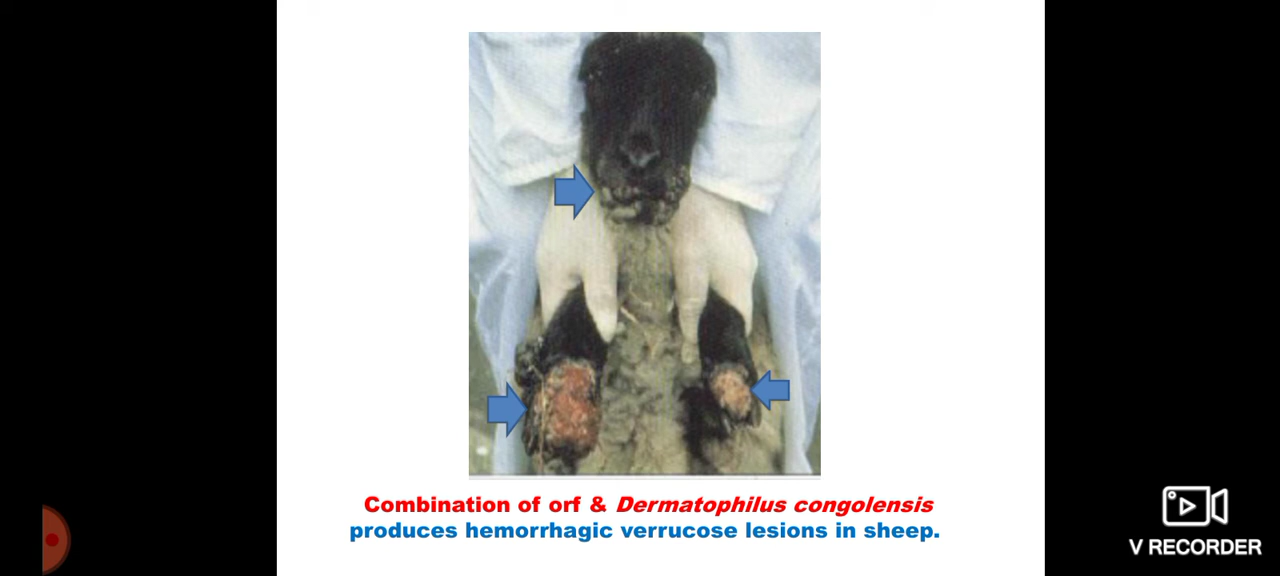 Combination of orf & Dermatophilus congolensis
produces hemorrhagic verrucose lesions in sheep.
V RECORDER